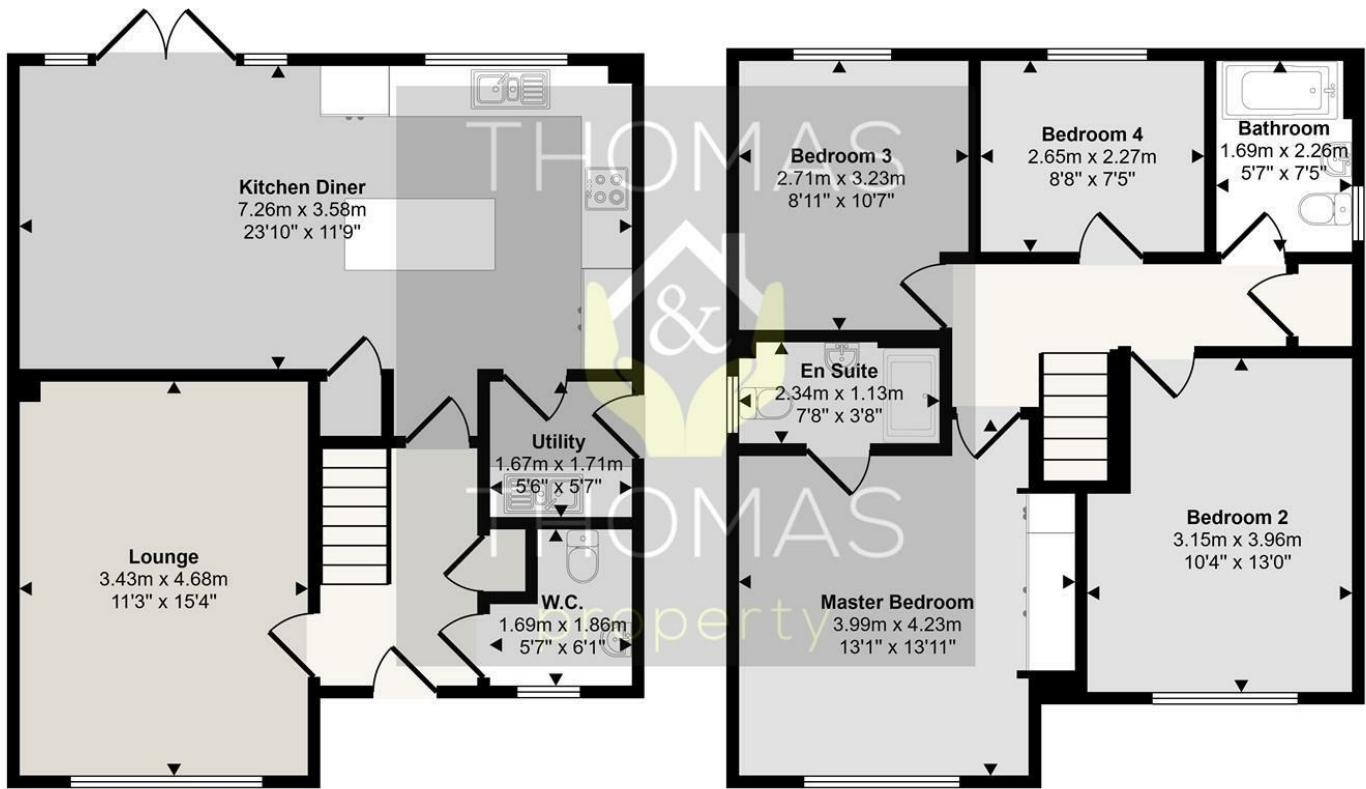 Kitchen Diner
7.26m x 3.58m
23'10" x 11'9"
Lounge
3.43m x 4.68m
11'3" x 15'4"
Utility
1.67m x 1.71m
5'6" x 5'7"
W.C.
1.69m x 1.86m
5'7" x 6'1"
Bedroom 3
2.71m x 3.23m
8'11" x 10'7"
Bedroom 4
2.65m x 2.27m
8'8" x 7'5"
Bathroom
1.69m x 2.26m
5'7" x 7'5"
En Suite
2.34m x 1.13m
7'8" x 3'8"
Master Bedroom
3.99m x 4.23m
13'1" x 13'11"
Bedroom 2
3.15m x 3.96m
10'4" x 13'0"
THOMAS
&
THOMAS
property